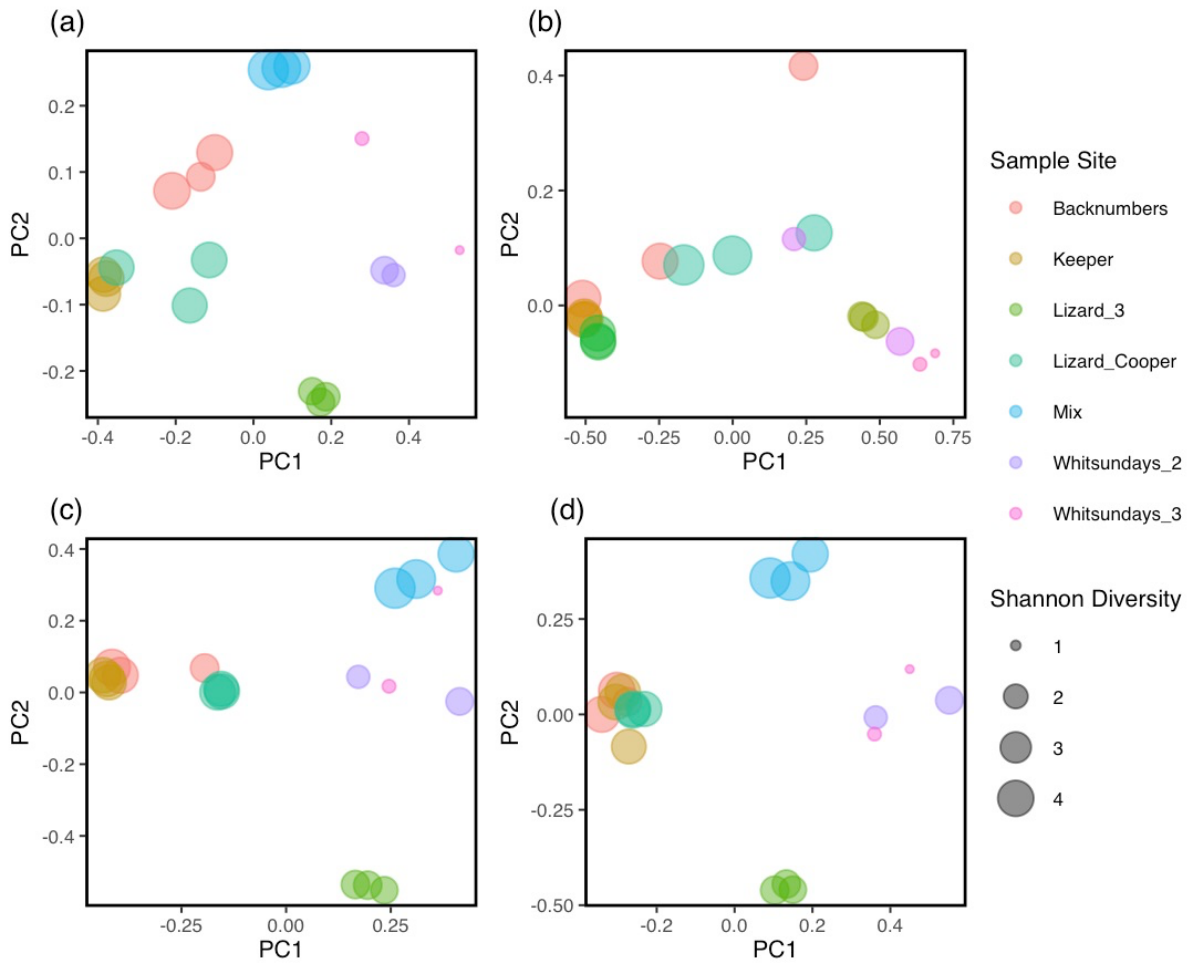 (a)
(b)
0.2
0.1
0.0
-0.1
-0.2
PC2
-0.4
-0.2
0.0
0.2
0.4
PC1
0.4
0.2
0.0
PC2
-0.50
-0.25
0.00
0.25
0.50
0.75
PC1
Sample Site
Backnumbers
Keeper
Lizard_3
Lizard_Cooper
Mix
Whitsundays_2
Whitsundays_3
(c)
(d)
0.4
0.2
0.0
-0.2
-0.4
PC2
-0.25
0.00
0.25
PC1
0.25
0.00
-0.25
-0.50
PC2
-0.2
0.0
0.2
0.4
PC1
Shannon Diversity
1
2
3
4